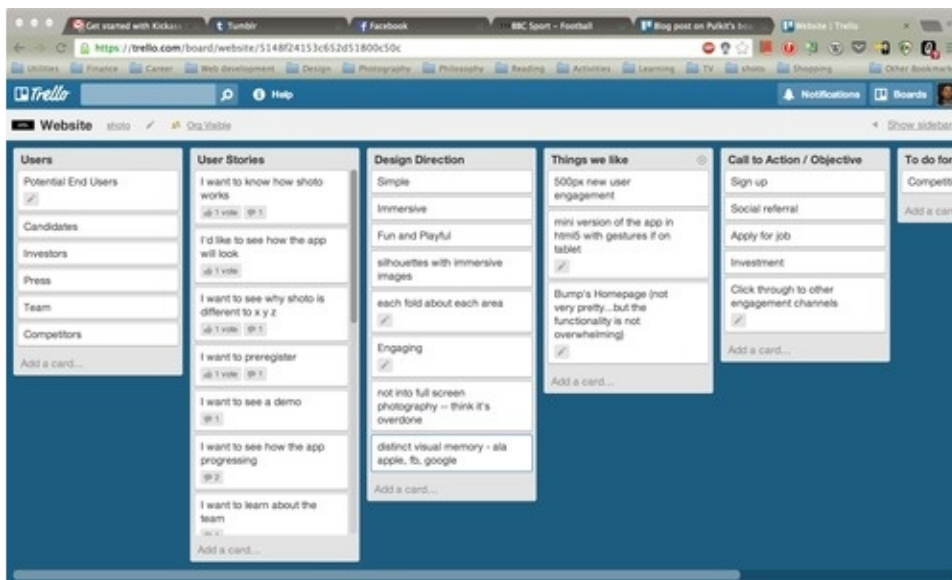 Get started with Kickass
Tumblr
Facebook
BBC Sport - Football
Blog post on Pulkit's boa
Website | Trello
https://trello.com/board/website/5148f24153c652d51800c50c
Utilities
Finance
Career
Web development
Design
Photography
Philosophy
Reading
Activities
Learning
TV
shoto
Shopping
Other Bookmark
Trello
Help
Notifications
Boards
Website
shoto
Org Visible
Show sidebar
Users
Potential End Users
Candidates
Investors
Press
Team
Competitors
Add a card...
User Stories
I want to know how shoto
works
1 vote
1
I'd like to see how the app
will look
1 vote
I want to see why shoto is
different to x y z
1 vote
1
I want to preregister
1 vote
1
I want to see a demo
1
I want to see how the app
progressing
2
I want to learn about the
team
Add a card...
Design Direction
Simple
Immersive
Fun and Playful
silhouettes with immersive
images
each fold about each area
Engaging
not into full screen
photography -- think it's
overdone
distinct visual memory - ala
apple, fb, google
Add a card...
Things we like
500px new user
engagement
mini version of the app in
html5 with gestures if on
tablet
Bump's Homepage (not
very pretty...but the
functionality is not
overwhelming)
Add a card...
Call to Action / Objective
Sign up
Social referral
Apply for job
Investment
Click through to other
engagement channels
Add a card...
To do for
Competiti
Add a car